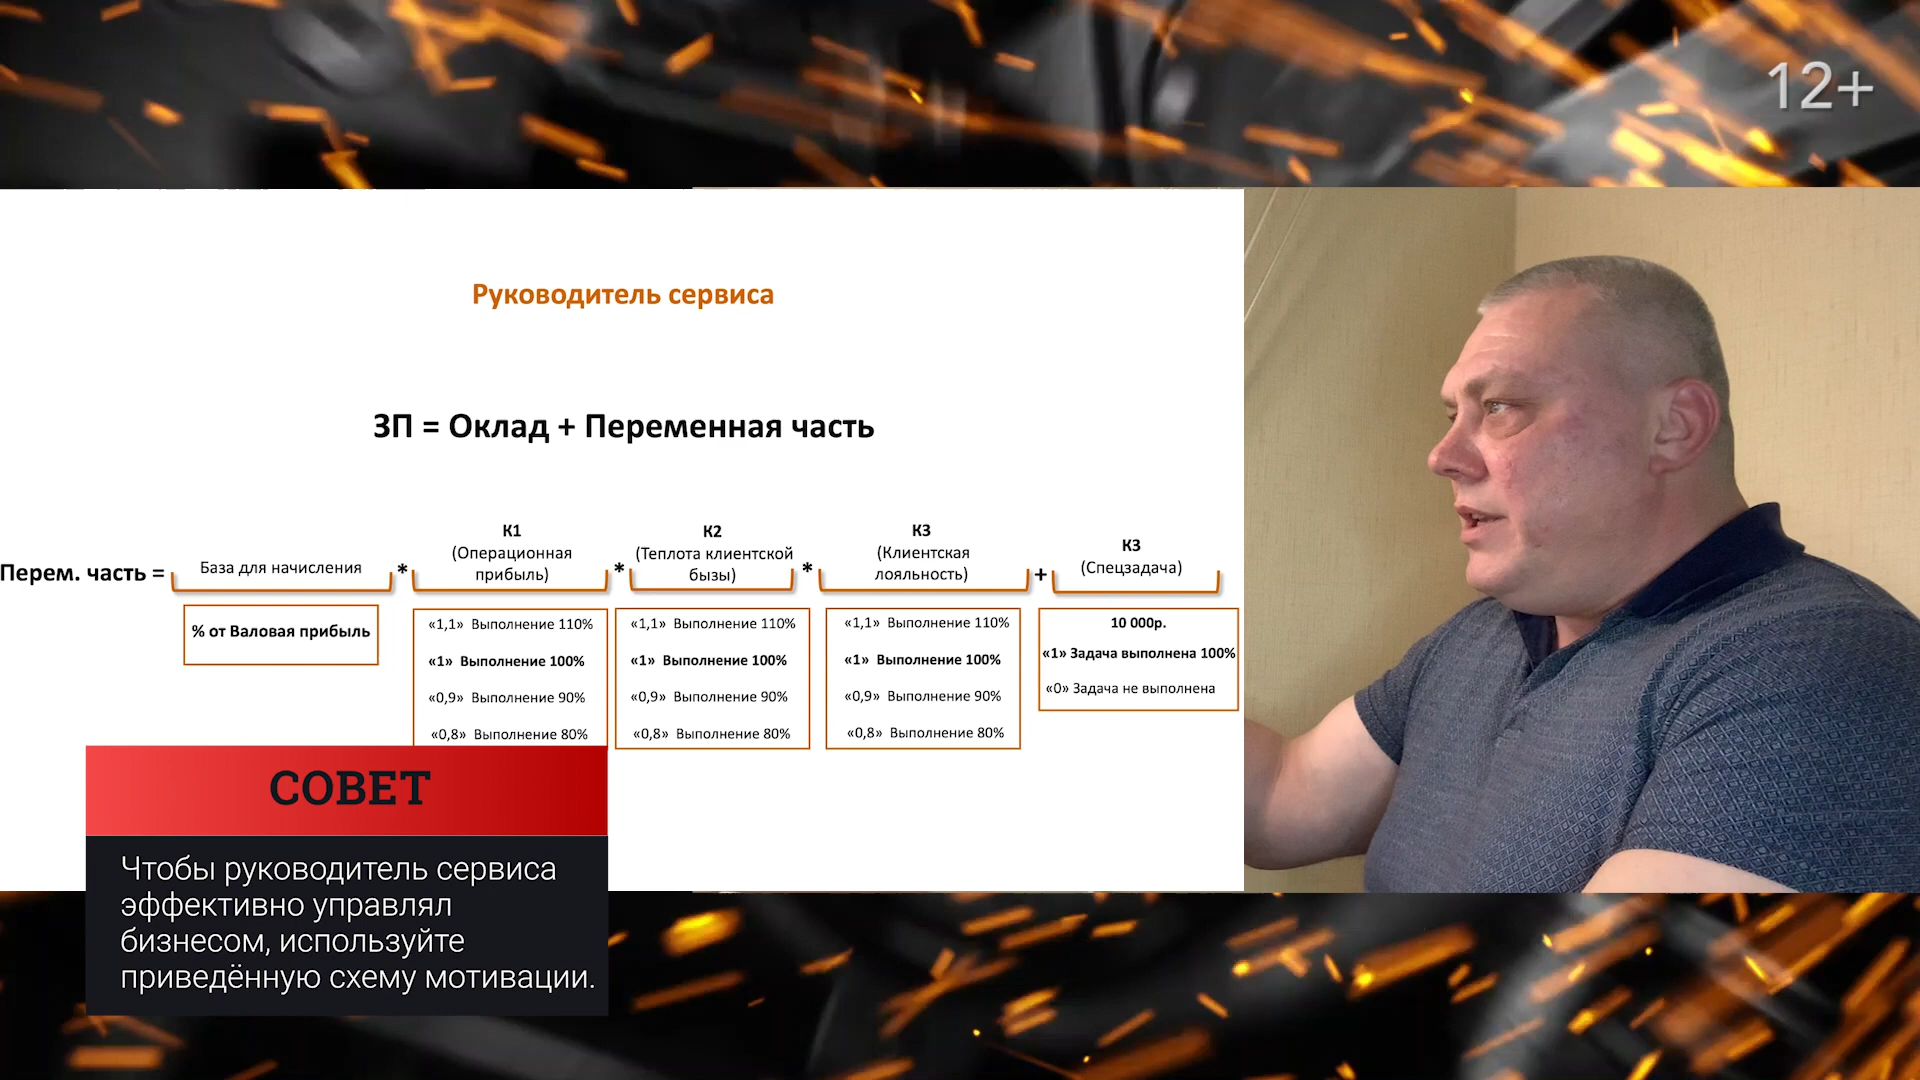 12+
Руководитель сервиса
ЗП = Оклад + Переменная часть
Перем. часть =
База для начисления
% от Валовая прибыль
*
К1
(Операционная
прибыль)
«1,1» Выполнение 110%
«1» Выполнение 100%
«0,9» Выполнение 90%
«0,8» Выполнение 80%
*
К2
(Теплота клиентской
бызы)
«1,1» Выполнение 110%
«1» Выполнение 100%
«0,9» Выполнение 90%
«0,8» Выполнение 80%
*
К3
(Клиентская
лояльность)
«1,1» Выполнение 110%
«1» Выполнение 100%
«0,9» Выполнение 90%
«0,8» Выполнение 80%
+
К3
(Спецзадача)
10 000р.
«1» Задача выполнена 100%
«0» Задача не выполнена
СОВЕТ
Чтобы руководитель сервиса
эффективно управлял
бизнесом, используйте
приведённую схему мотивации.